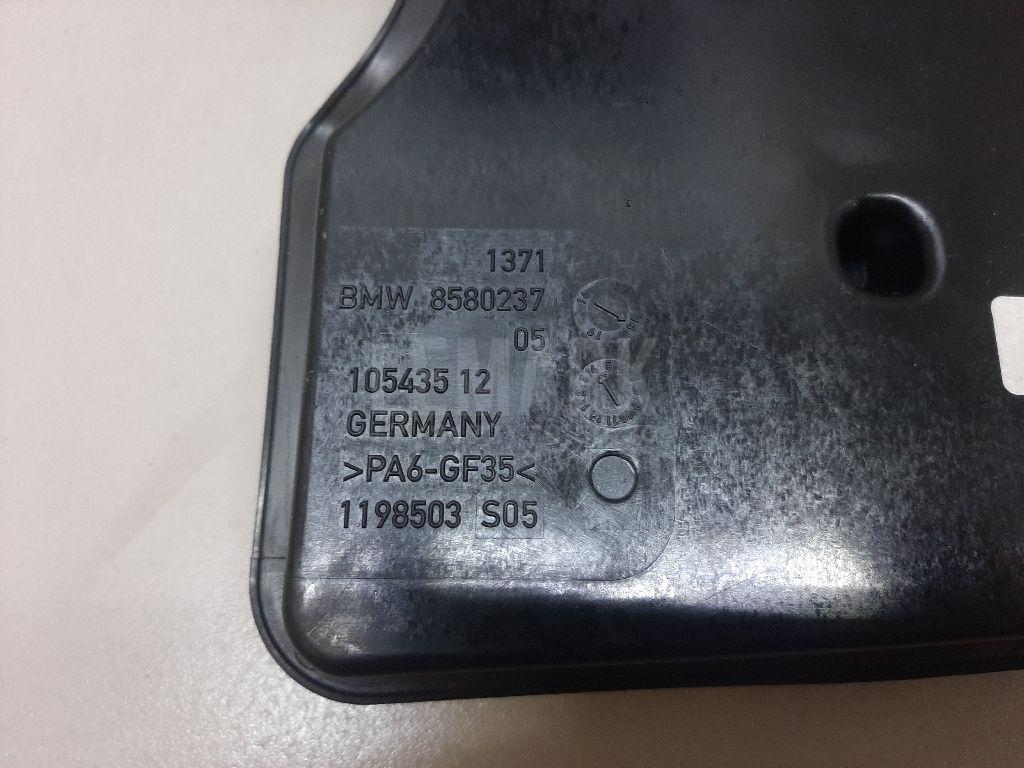 1371
BMW 8580237
05
105435 12
GERMANY
>PA6-GF35<
1198503 S05